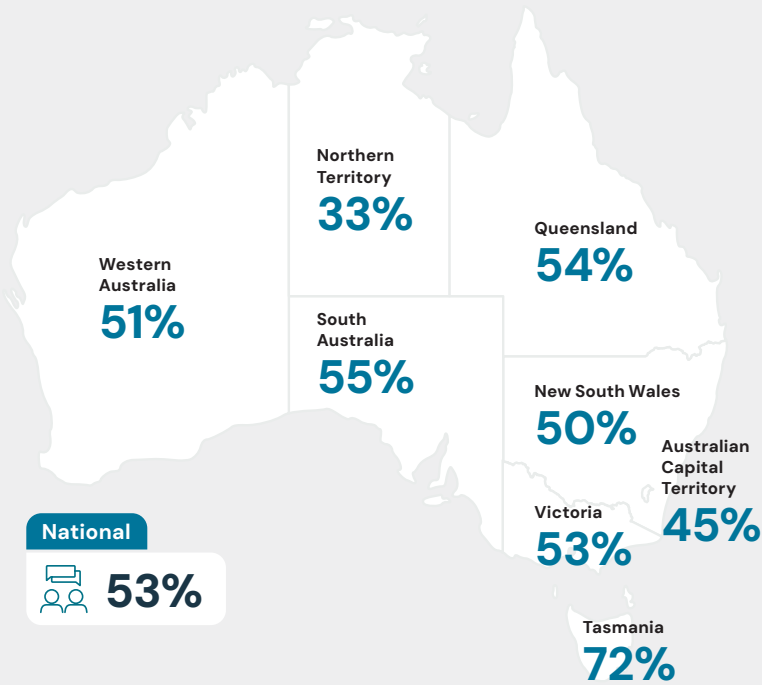 Northern
Territory
33%
Queensland
54%
Western
Australia
51%
South
Australia
55%
New South Wales
50%
Australian
Capital
Territory
45%
Victoria
53%
National
53%
Tasmania
72%